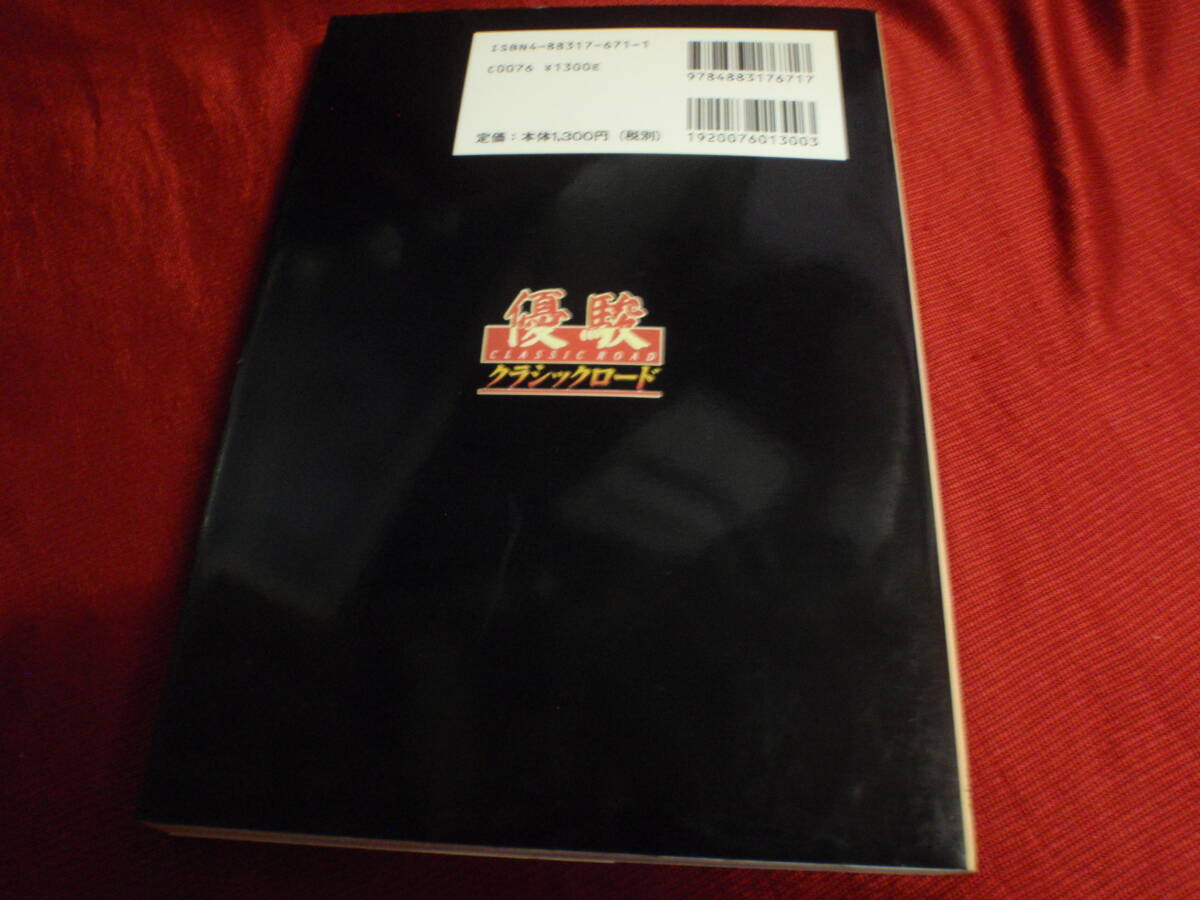 ISBN4-88317-671-1
C0076 ¥1300E
定価：本体1,300円（税別）
9784883176717
1920076013003
優駿
CLASSIC ROAD
クラシックロード